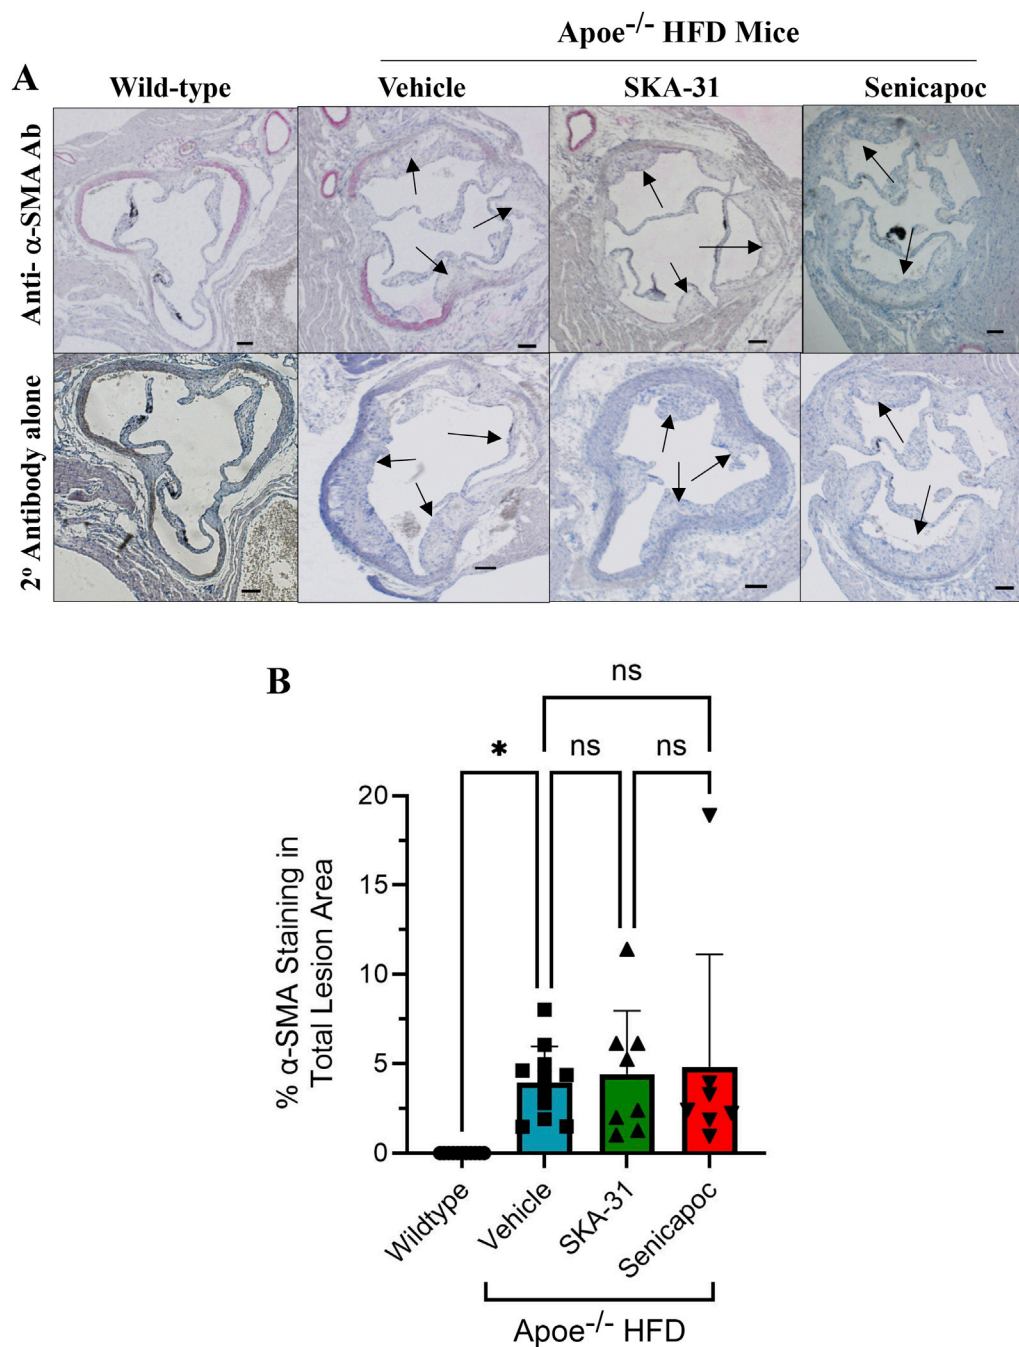 Apoe-/- HFD Mice
A
Wild-type
Vehicle
SKA-31
Senicapoc
Anti- α-SMA Ab
2º Antibody alone
B
ns
* ns ns
% α-SMA Staining in
Total Lesion Area
20
15
10
5
0
Wildtype
Vehicle
SKA-31
Senicapoc
Apoe-/- HFD